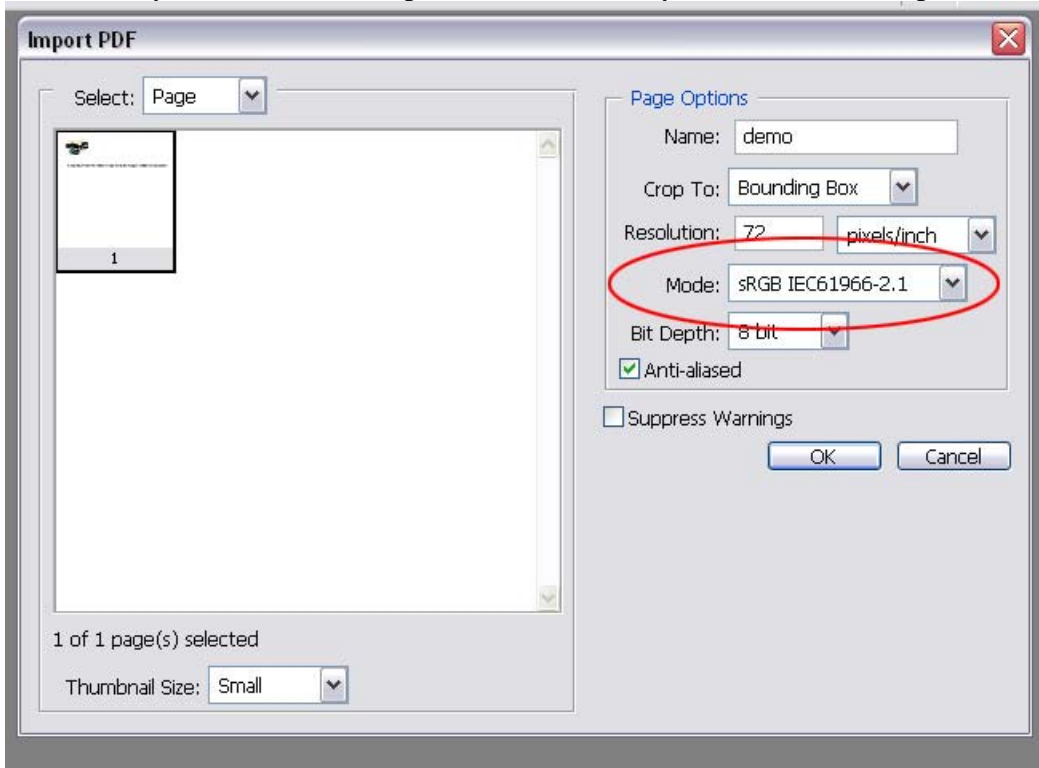 Import PDF
Select: Page
1
1 of 1 page(s) selected
Thumbnail Size: Small
Page Options
Name: demo
Crop To: Bounding Box
Resolution: 72 pixels/inch
Mode: sRGB IEC61966-2.1
Bit Depth: 8 bit
Anti-aliased
Suppress Warnings
OK Cancel